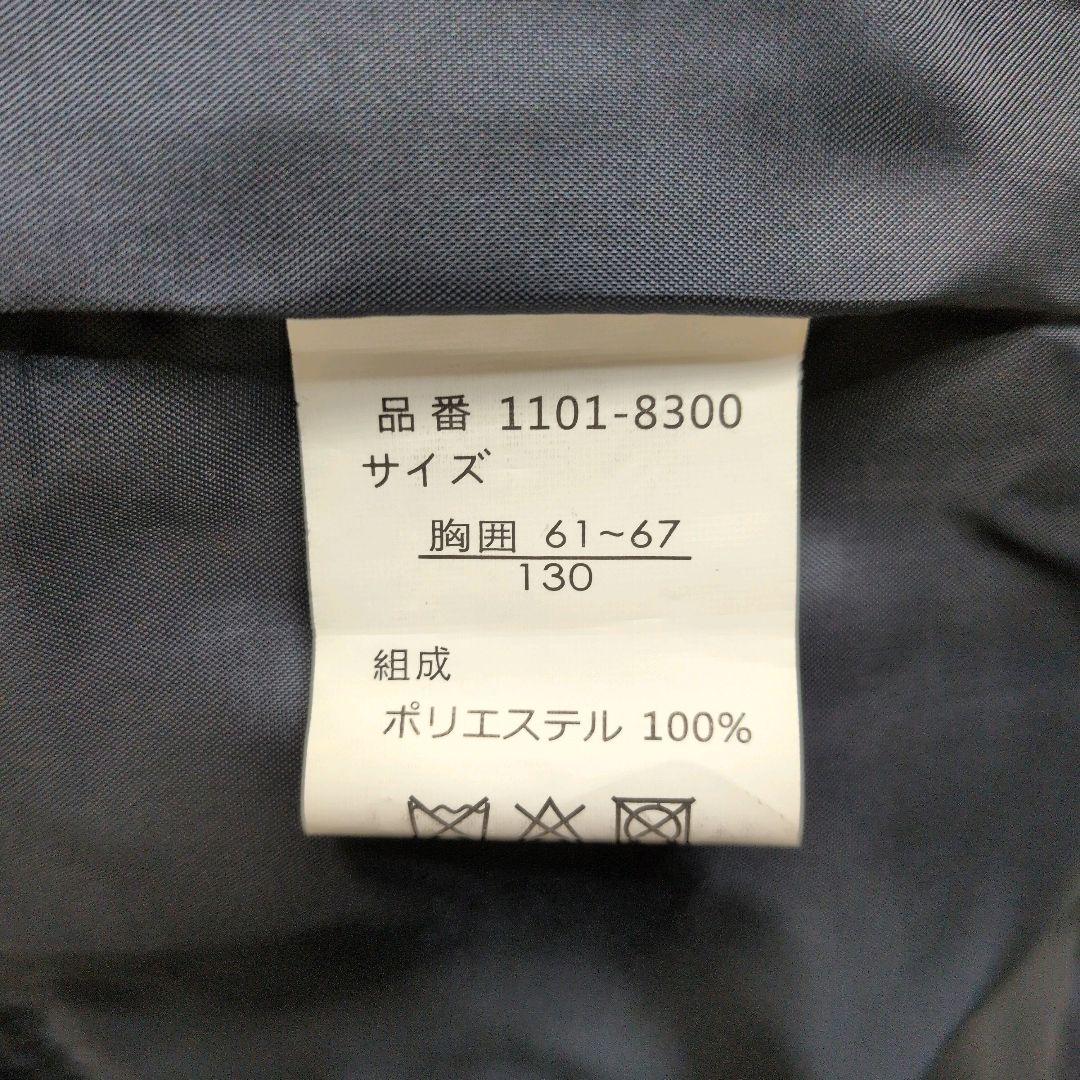 品番 1101-8300
サイズ
胸囲 61~67
130
組成
ポリエステル 100%